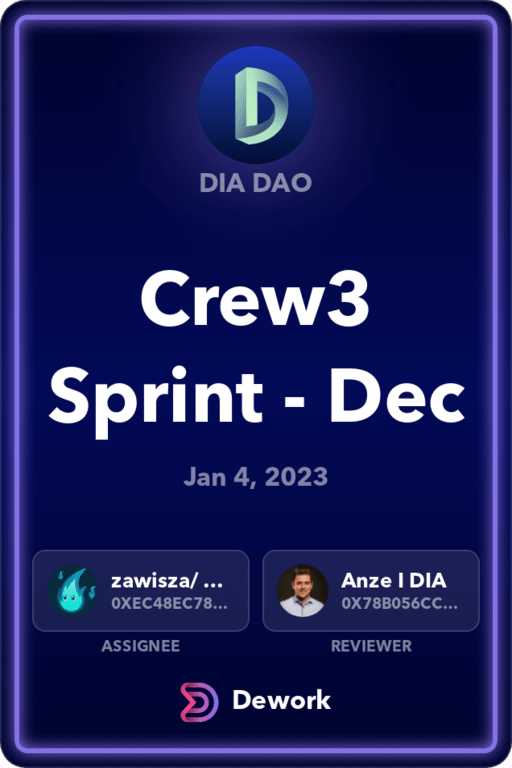 DIA DAO
Crew3
Sprint - Dec
Jan 4, 2023
zawisza/ ...
0XEC48EC78...
ASSIGNEE
Anze I DIA
0X78B056CC...
REVIEWER
Dework